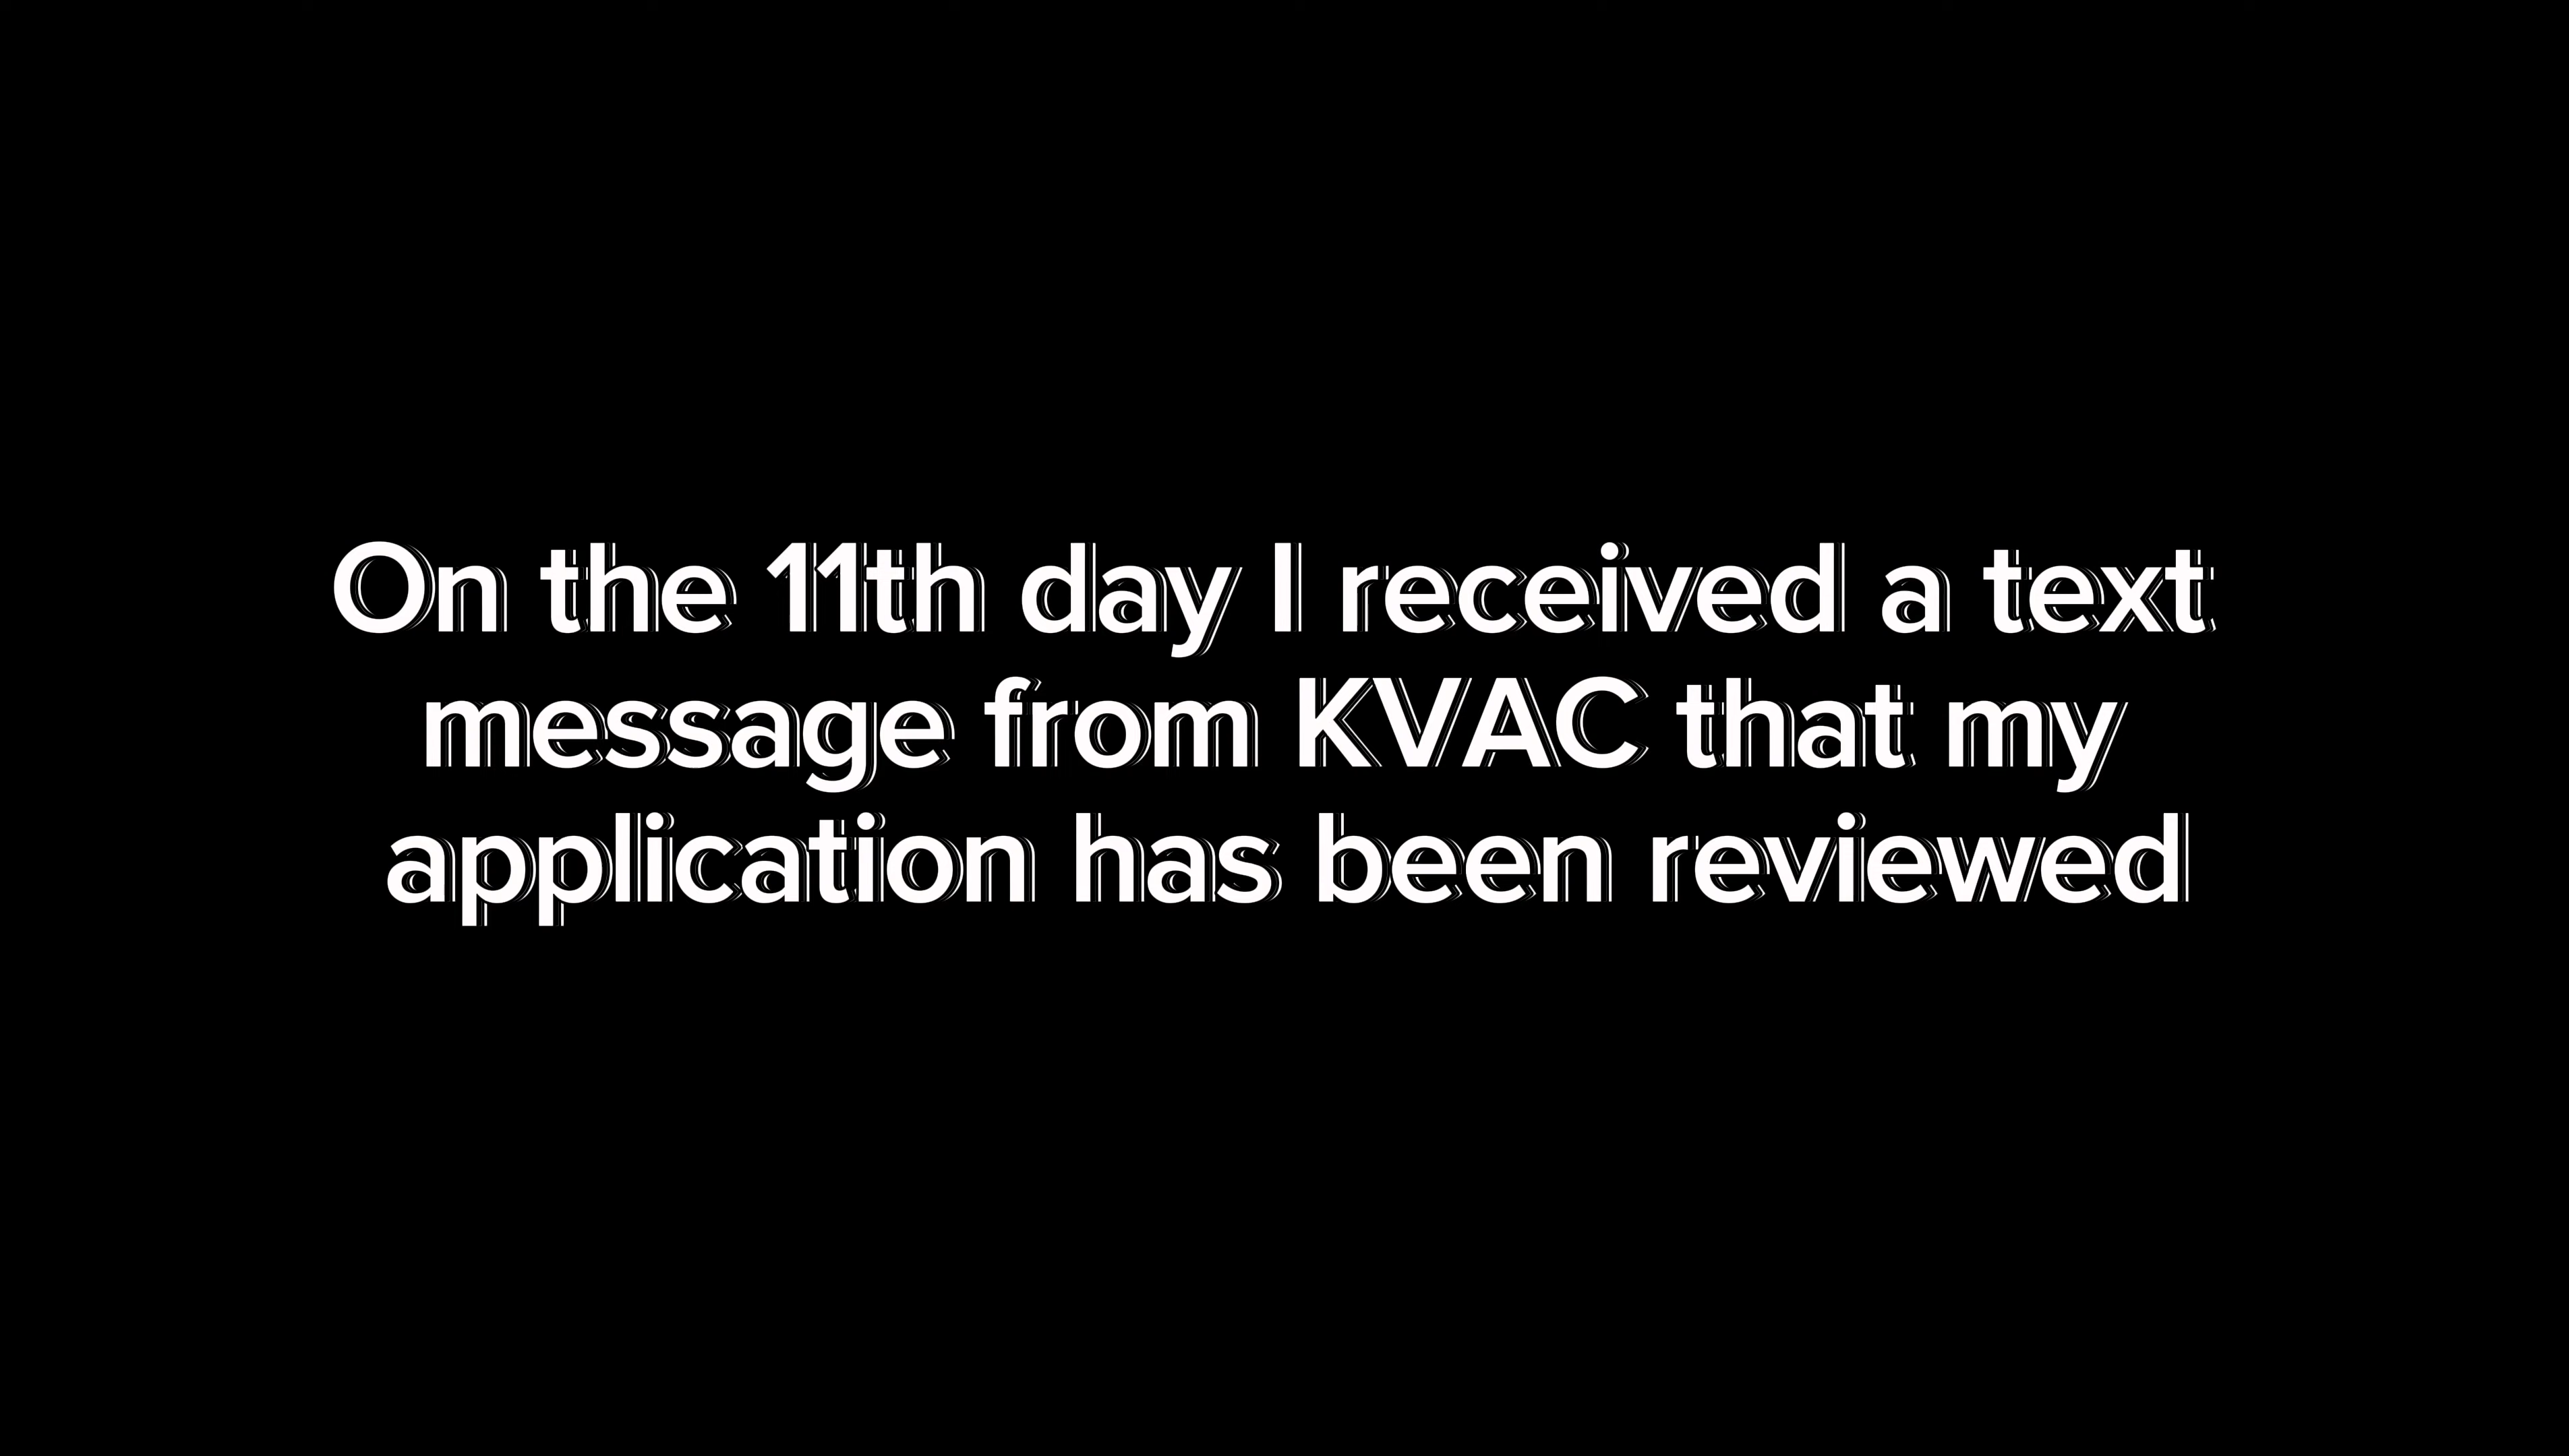 On the 11th day I received a text
message from KVAC that my
application has been reviewed